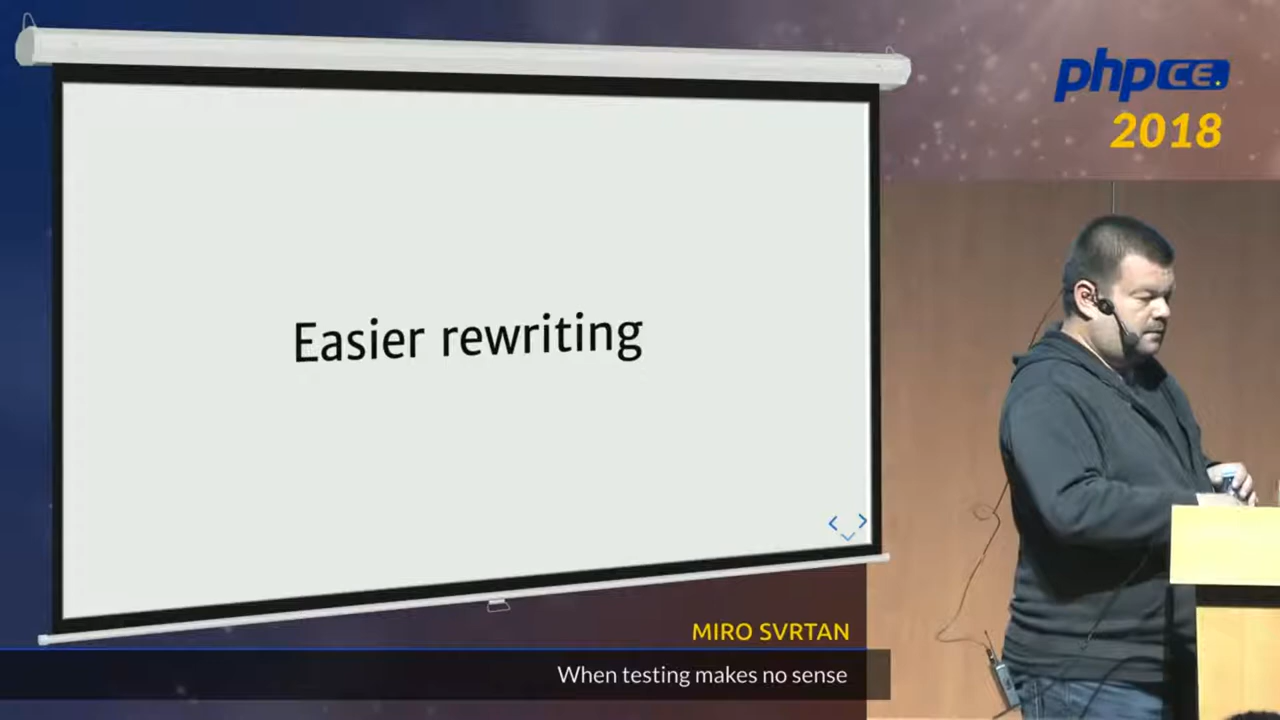 phpCE
2018
Easier rewriting
MIRO SVRTAN
When testing makes no sense